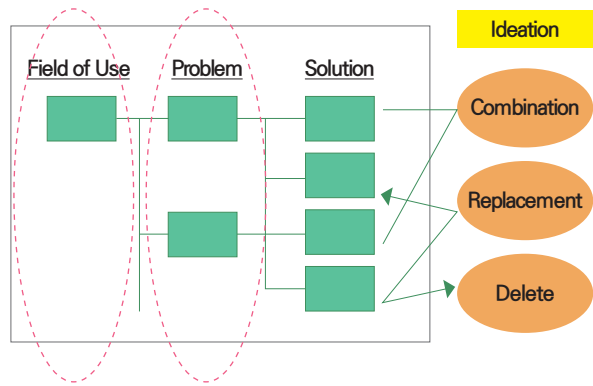 Ideation
Field of Use
Problem
Solution
Combination
Replacement
Delete